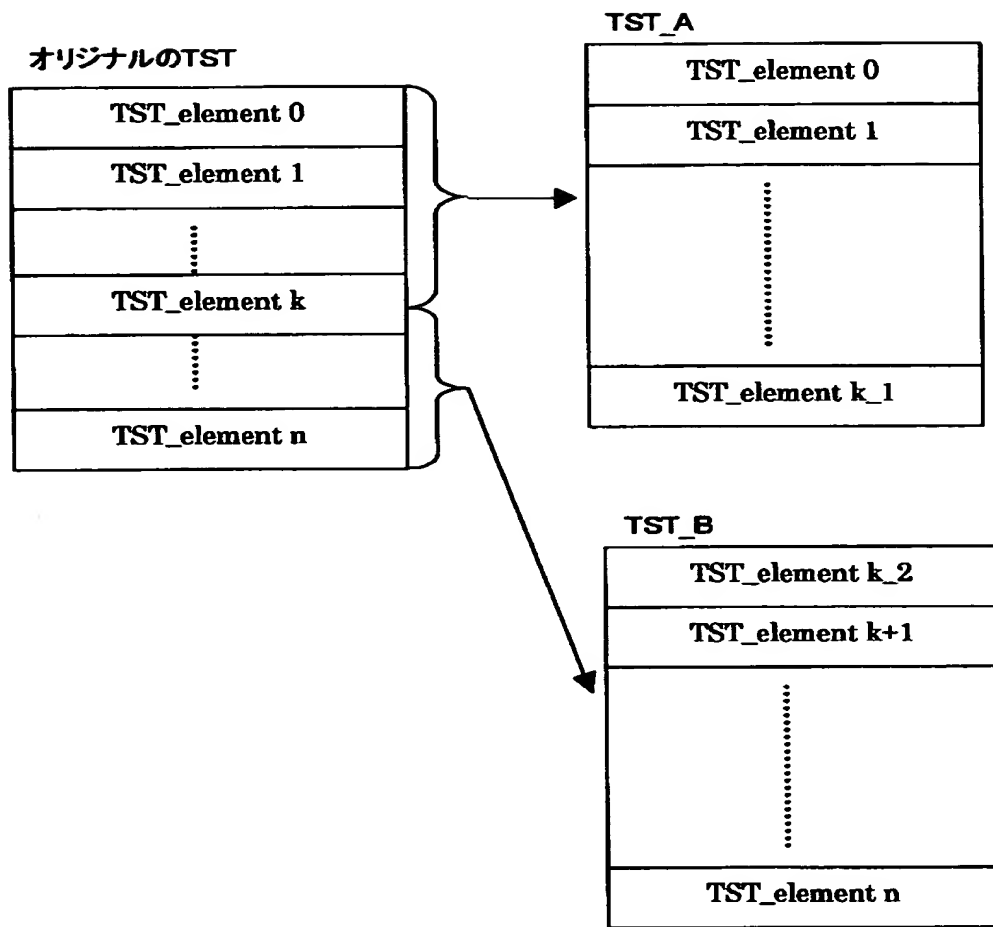 オリジナルのTST
TST_element 0
TST_element 1
TST_element k
TST_element n
TST_A
TST_element 0
TST_element 1
TST_element k_1
TST_B
TST_element k_2
TST_element k+1
TST_element n